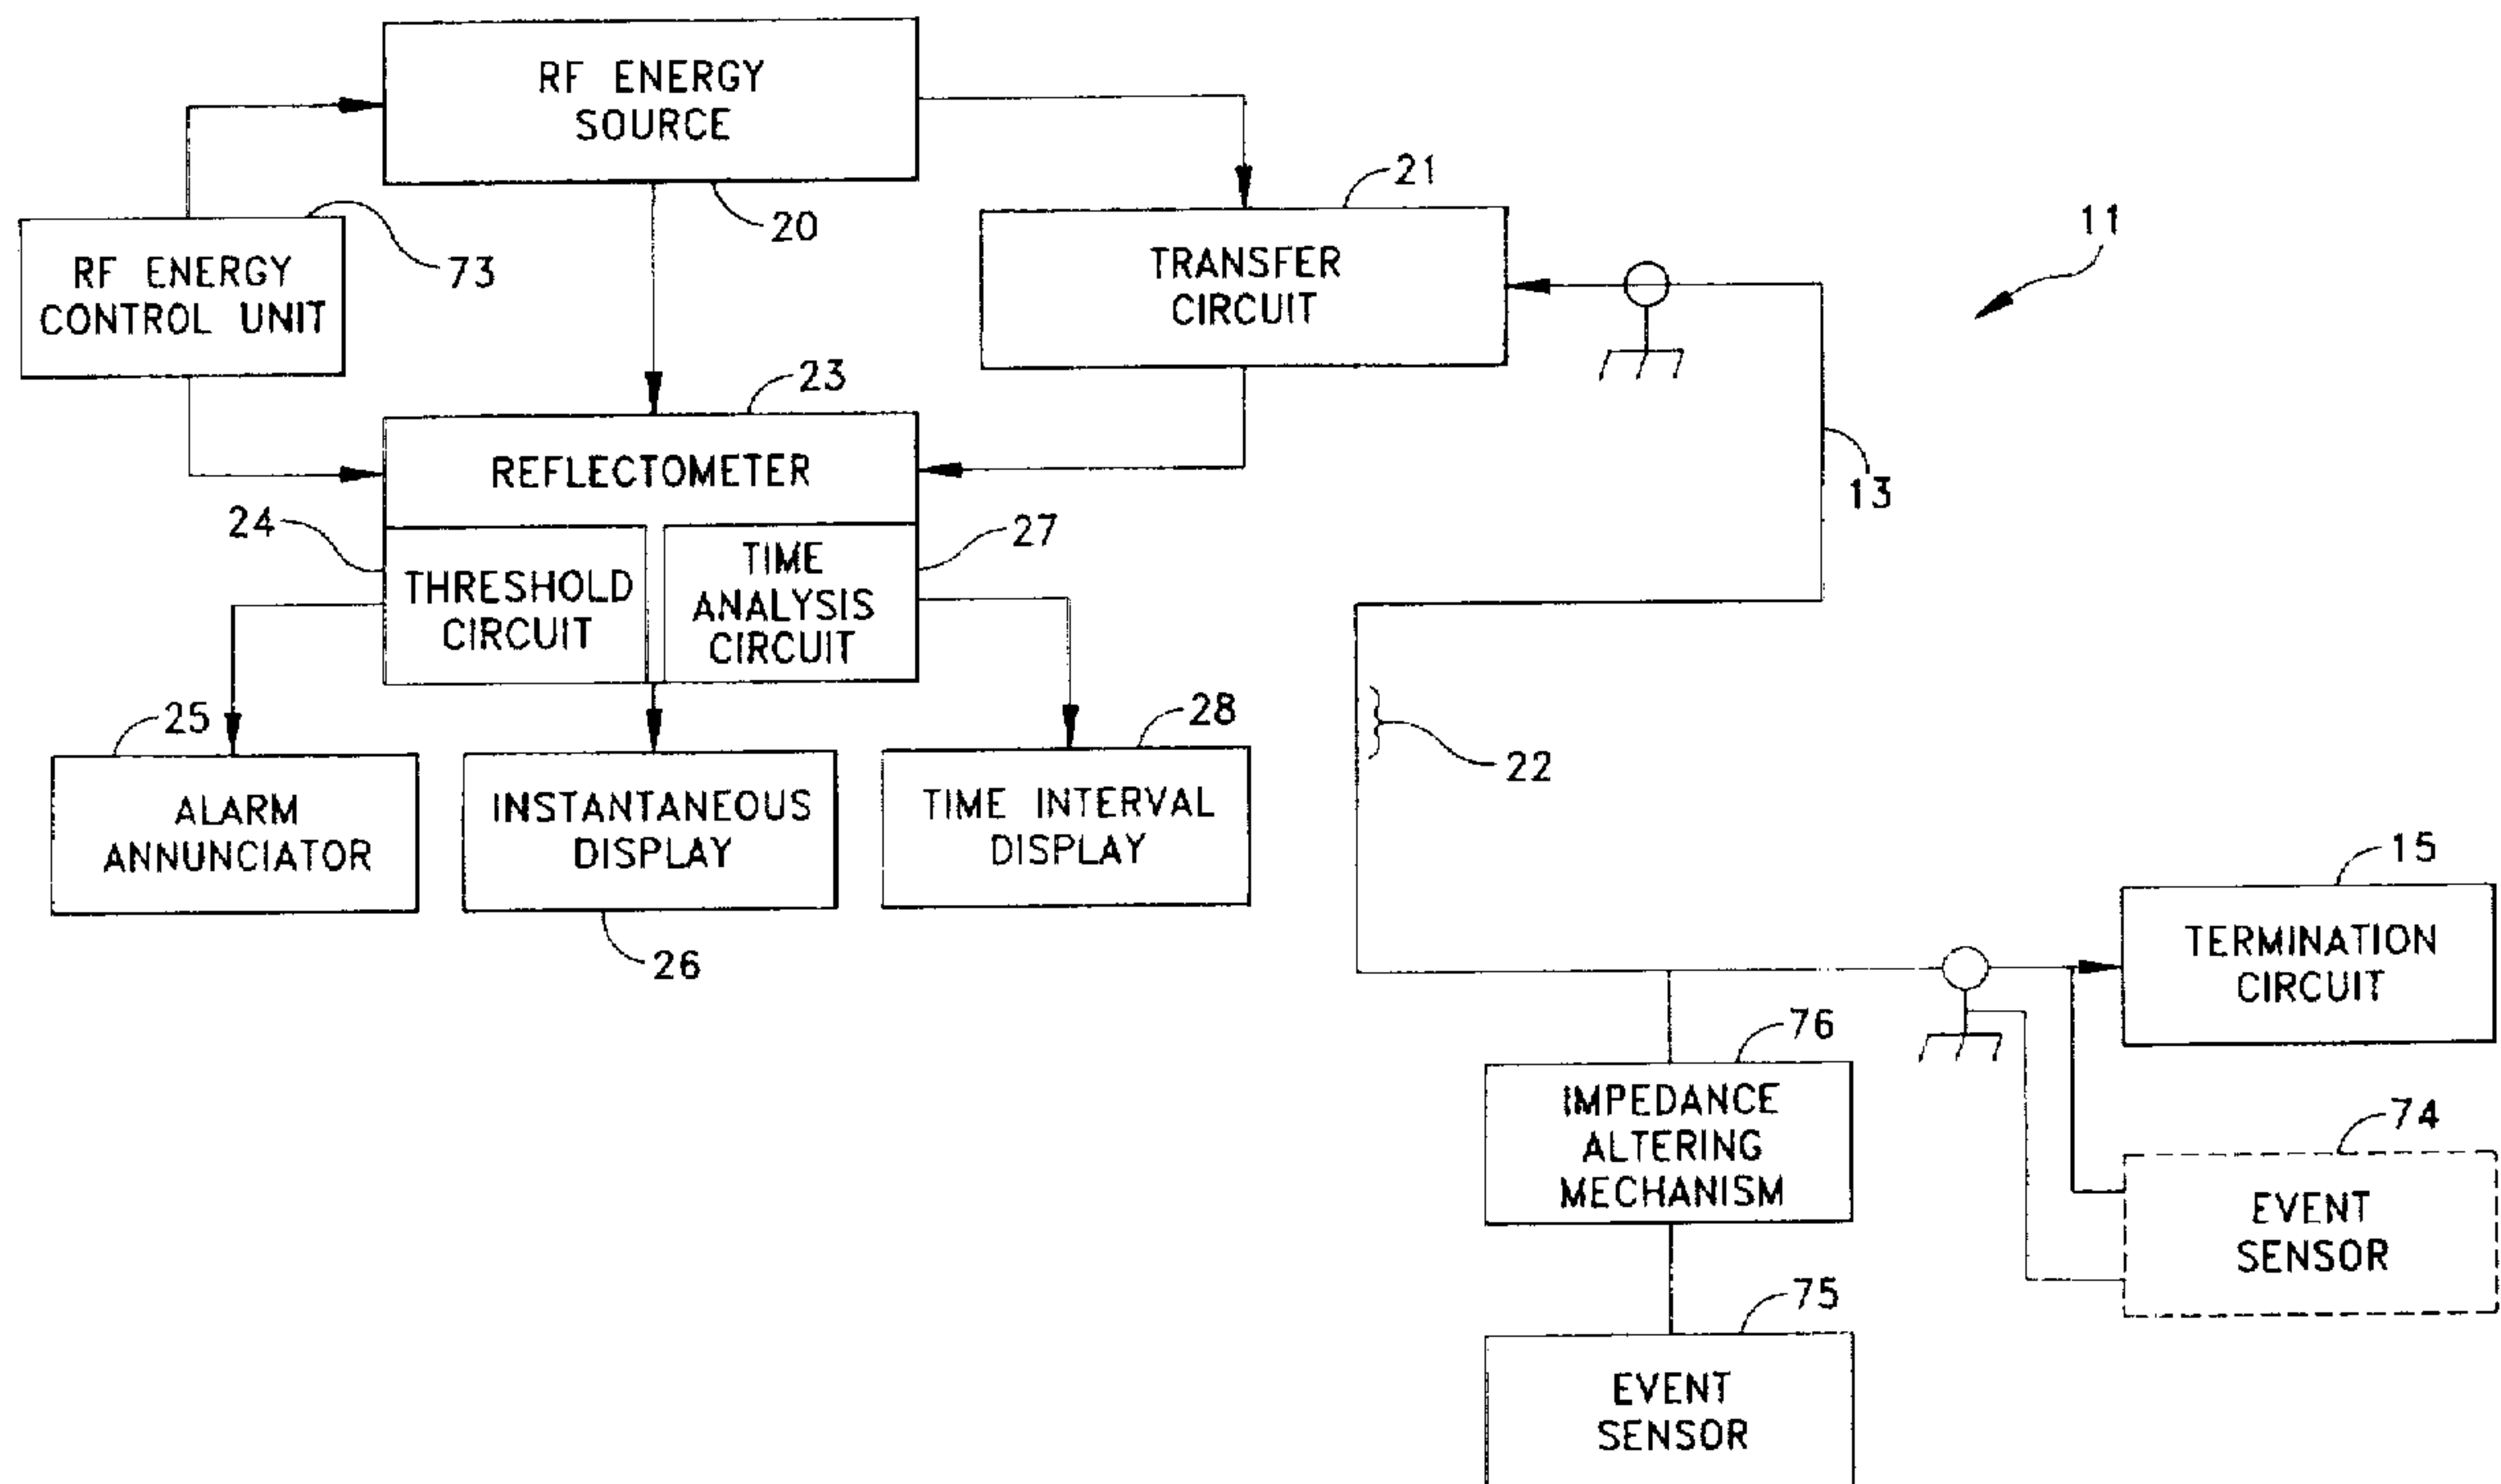 RF ENERGY
SOURCE
20
21
11
RF ENERGY
CONTROL UNIT
73
TRANSFER
CIRCUIT
23
REFLECTOMETER
13
24
27
THRESHOLD
CIRCUIT
TIME
ANALYSIS
CIRCUIT
25
28
22
ALARM
ANNUNCIATOR
INSTANTANEOUS
DISPLAY
TIME INTERVAL
DISPLAY
26
15
TERMINATION
CIRCUIT
76
IMPEDANCE
ALTERING
MECHANISM
74
EVENT
SENSOR
75
EVENT
SENSOR